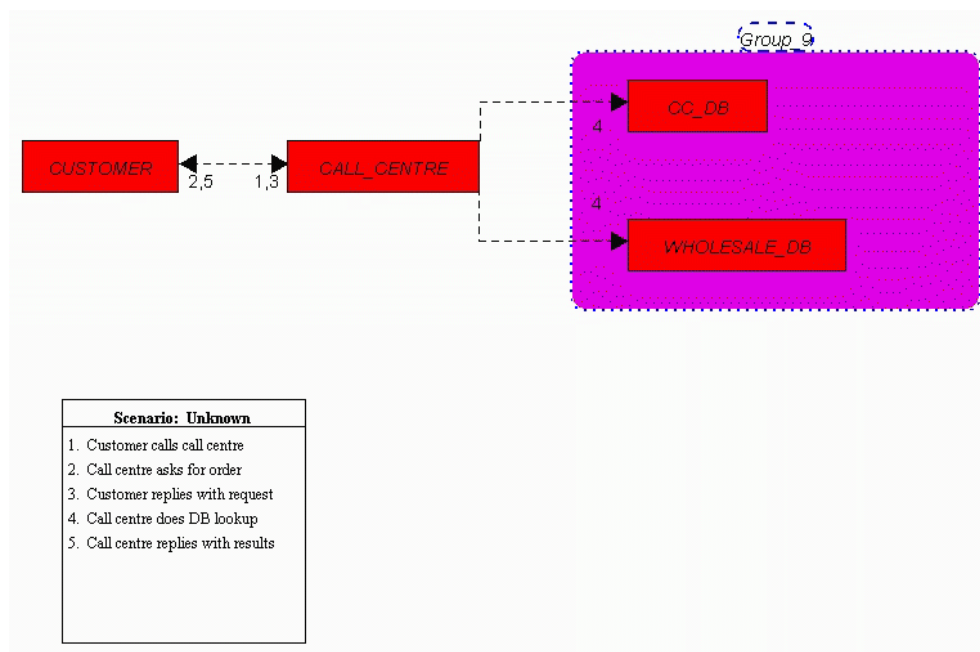 Group_9
CC_DB
4
CUSTOMER
CALL_CENTRE
2,5
1,3
4
WHOLESALE_DB
Scenario: Unknown
1. Customer calls call centre
2. Call centre asks for order
3. Customer replies with request
4. Call centre does DB lookup
5. Call centre replies with results